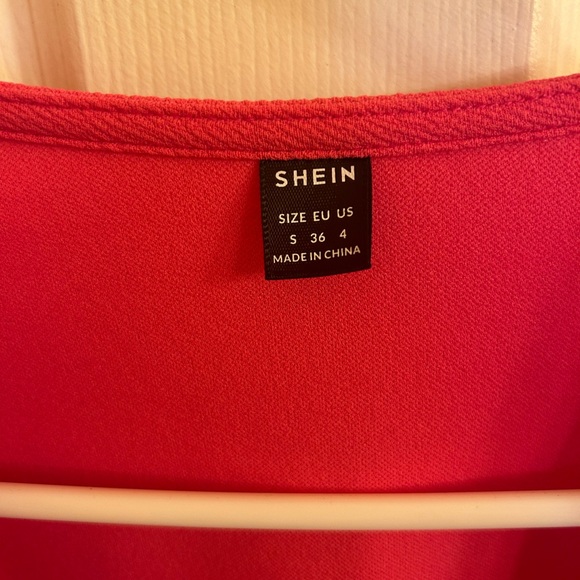 SHEIN
SIZE EU US
S 36 4
MADE IN CHINA